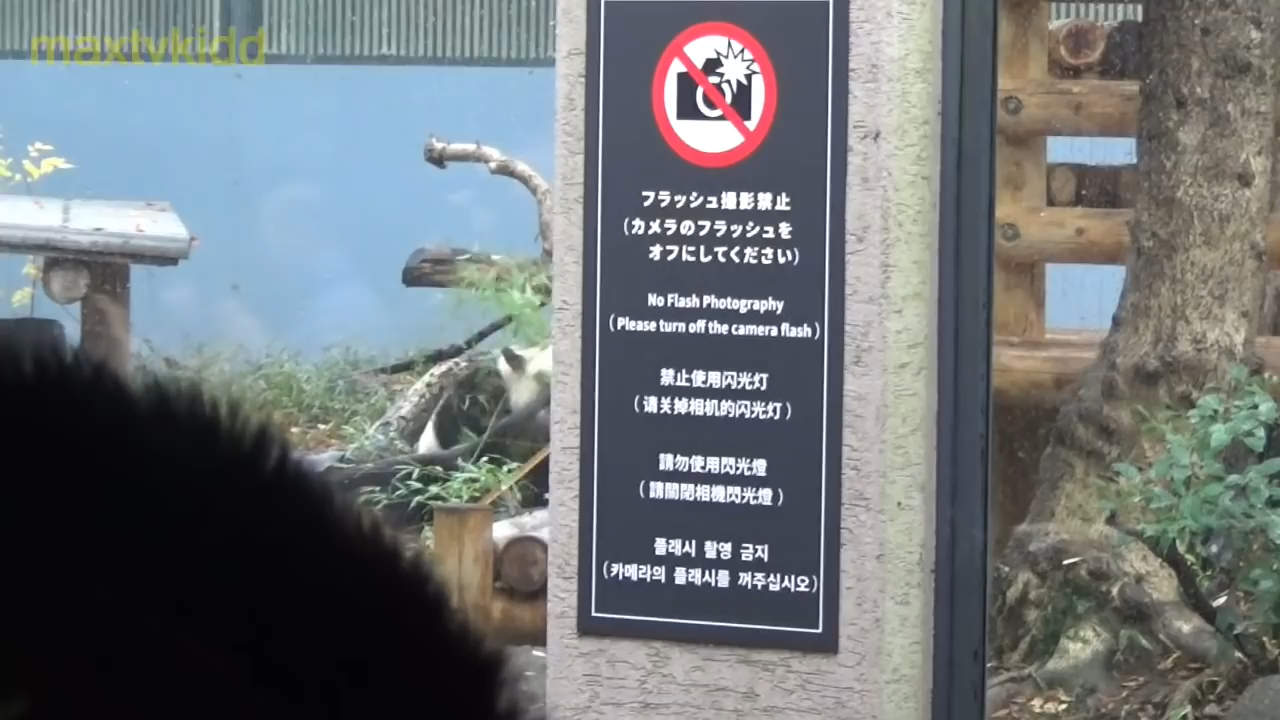 maxtvkidd
フラッシュ撮影禁止
(カメラのフラッシュを
オフにしてください)
No Flash Photography
( Please turn off the camera flash )
禁止使用闪光灯
( 请关掉相机的闪光灯 )
請勿使用閃光燈
( 請關閉相機閃光燈 )
플래시 촬영 금지
(카메라의 플래시를 꺼주십시오)